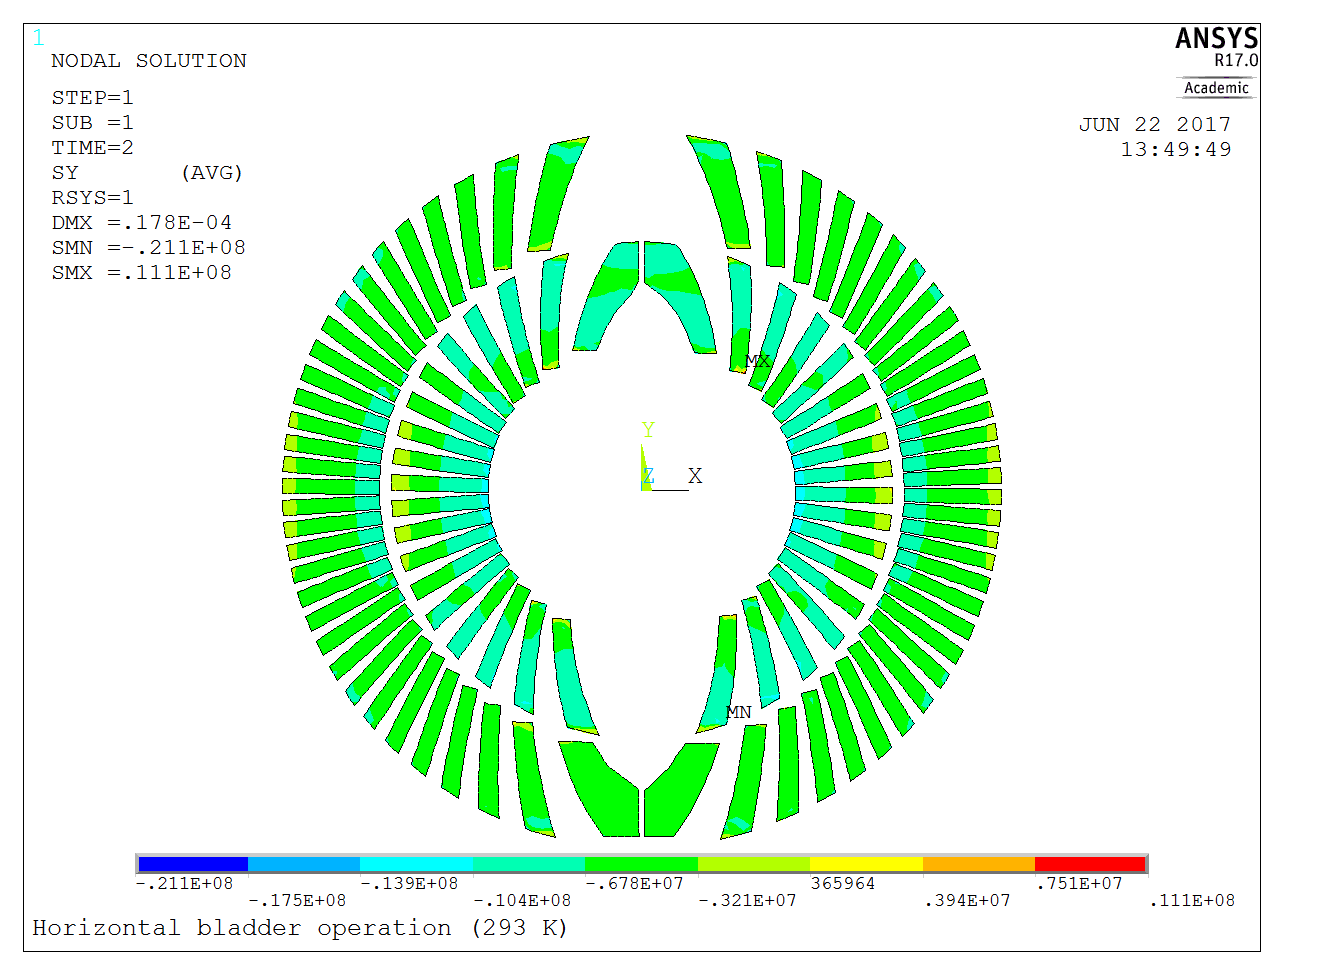 1
NODAL SOLUTION
STEP=1
SUB =1
TIME=2
SY (AVG)
RSYS=1
DMX =.178E-04
SMN =-.211E+08
SMX =.111E+08
ANSYS
R17.0
Academic
JUN 22 2017
13:49:49
MX
Y
Z X
MN
-.211E+08 -.139E+08 -.678E+07 365964 .751E+07
-.175E+08 -.104E+08 -.321E+07 .394E+07 .111E+08
Horizontal bladder operation (293 K)